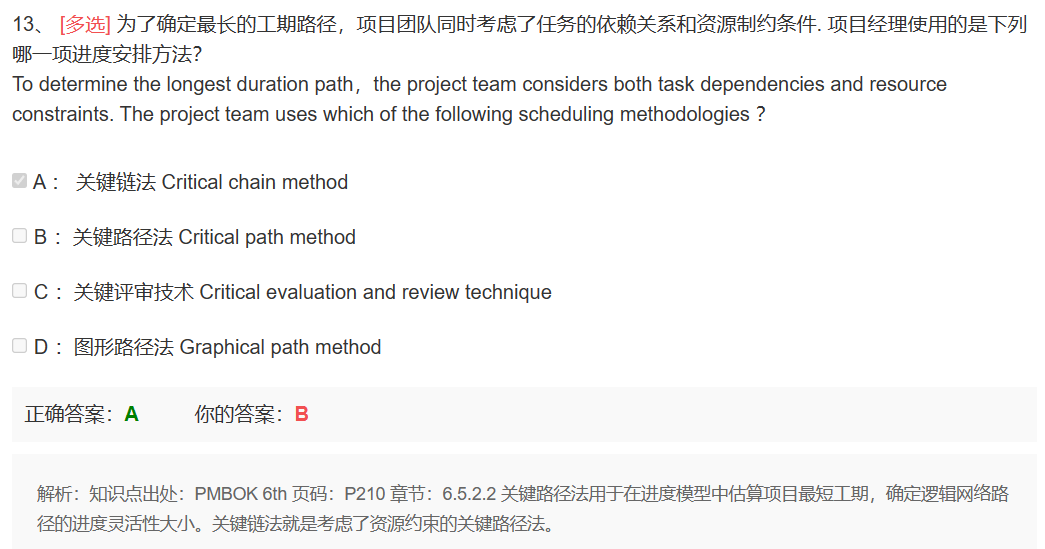 13、 [多选] 为了确定最长的工期路径，项目团队同时考虑了任务的依赖关系和资源制约条件. 项目经理使用的是下列
哪一项进度安排方法?
To determine the longest duration path，the project team considers both task dependencies and resource
constraints. The project team uses which of the following scheduling methodologies ?
A： 关键链法 Critical chain method
B：关键路径法 Critical path method
C：关键评审技术 Critical evaluation and review technique
D：图形路径法 Graphical path method
正确答案：A 你的答案：B
解析：知识点出处：PMBOK 6th 页码：P210 章节：6.5.2.2 关键路径法用于在进度模型中估算项目最短工期，确定逻辑网络路
径的进度灵活性大小。关键链法就是考虑了资源约束的关键路径法。